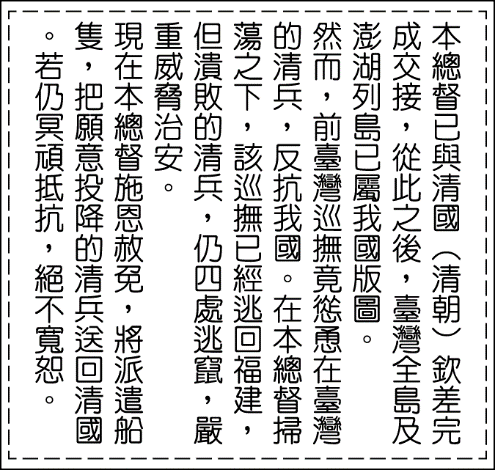 本總督已與清國（清朝）欽差完
成交接，從此之後，臺灣全島及
澎湖列島已屬我國版圖。
然而，前臺灣巡撫竟慫恿在臺灣
的清兵，反抗我國。在本總督掃
蕩之下，該巡撫已經逃回福建，
但潰敗的清兵，仍四處逃竄，嚴
重威脅治安。
現在本總督施恩赦免，將派遣船
隻，把願意投降的清兵送回清國
。若仍冥頑抵抗，絕不寬恕。